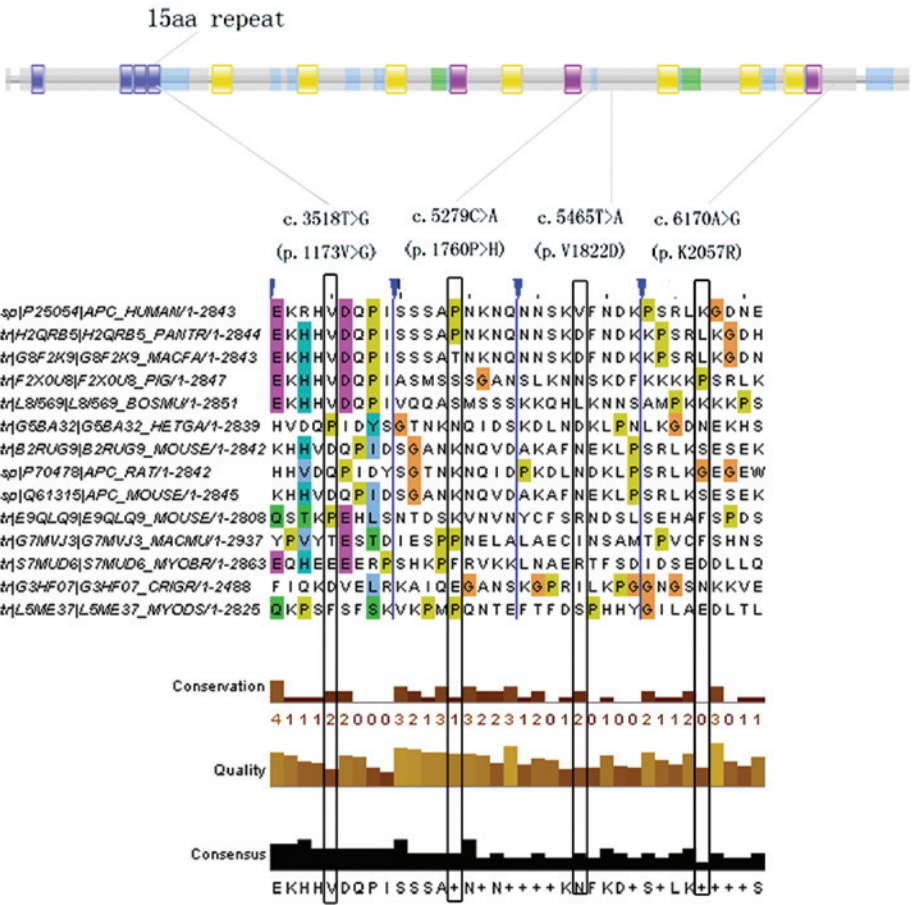 15aa repeat
c.3518T>G c.5279C>A c.5465T>A c.6170A>G
(p.1173V>G) (p.1760P>H) (p.V1822D) (p.K2057R)
sp|P25054|APC_HUMAN/1-2843 EKRHVDQPISSSAPNKNQNNSKVFNDKPSRLKGDNE
tr|H2QRB5|H2QRB5_PANTR/1-2844 EKHHVDQPISSSAPNKNQNNSKDFNDKKPSRLKGDH
tr|G8F2K9|G8F2K9_MACFA/1-2843 EKHHVDQPISSSATNKNQNNSKDFNDKKPSRLKGDN
tr|F2X0U8|F2X0U8_PIG/1-2847 EKHHVDQPIASMSSSGANSLKNNSKDFKKKKPSRLK
tr|L8I569|L8I569_BOSMU/1-2851 EKHHVDQPIVQQASMSSSKKQHLKNNSAMPKKKKPS
tr|G5BA32|G5BA32_HETGA/1-2839 HVDQPIDYSGTNKNQIDSKDLNDKLPNLKGDNEKHS
tr|B2RUG9|B2RUG9_MOUSE/1-2842 KHHVDQPIDSGANKNQVDAKAFNDKLPSRLKSESEK
sp|P70478|APC_RAT/1-2842 HHVDQPIDYSGTNKNQIDPKDLNDKLPSRLKGEGEW
sp|Q61315|APC_MOUSE/1-2845 KHHVDQPIDSGANKNQVDAKAFNEKLPSRLKSESEK
tr|E9QLQ9|E9QLQ9_MOUSE/1-2808 QSTKPEHLSNTDSKVNVNYCFSRNDSLSEHAFSPDS
tr|G7MVJ3|G7MVJ3_MACMU/1-2937 YPVYTESTDIESPPNELALAECINSAMTPVCFSHNS
tr|S7MUD6|S7MUD6_MYOBR/1-2863 EQHEEEERPSHKPFRVKKLNAERTFSDIDSESDDLLQ
tr|G3HF07|G3HF07_CRIGR/1-2488 FIQKDVELRKAIQEGANSKGPRILKPGGNGSNKKVE
tr|L5ME37|L5ME37_MYODS/1-2825 QKPSFSFSKVKPMPQNTEFTFDSPHHYGILAEDLTL
Conservation
411122000321313223120120100211203011
Quality
Consensus
EKHHVDQPISSSA+N+N++++KNFKD+S+LK++++S